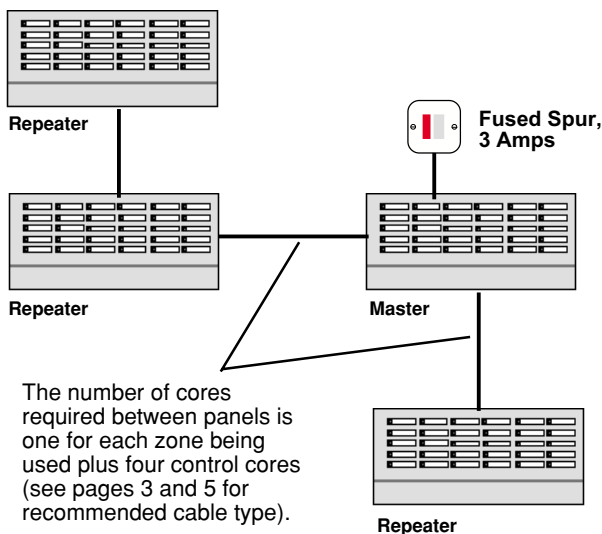 Repeater
Fused Spur,
3 Amps
Repeater
Master
The number of cores
required between panels is
one for each zone being
used plus four control cores
(see pages 3 and 5 for
recommended cable type).
Repeater